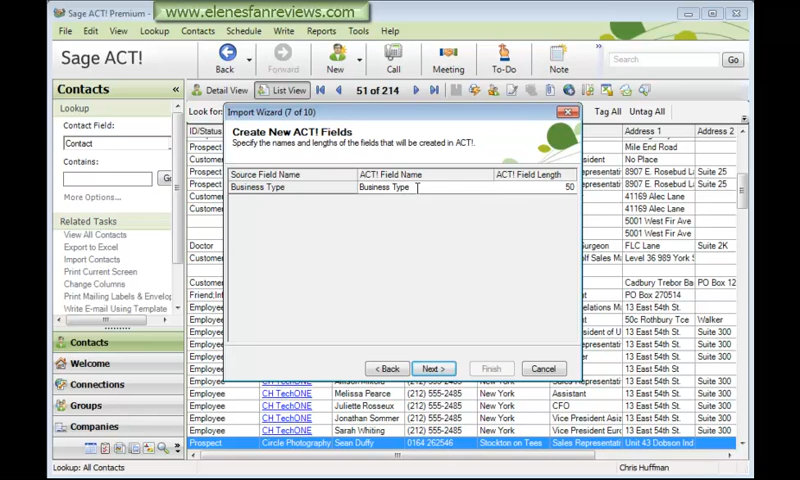 Sage ACT! Premium -
www.elenesfanreviews.com
File Edit View Lookup Contacts Schedule Write Reports Tools Help
Sage ACT!
Back Forward New Call Meeting To-Do Note Search Go
Contacts «
Detail View List View 51 of 214
Lookup
Contact Field:
Contact
Contains:
Go
More Options...
Related Tasks
View All Contacts
Export to Excel
Import Contacts
Print Current Screen
Change Columns
Print Mailing Labels & Envelop
Write E-mail Using Template
Contacts
Welcome
Connections
Groups
Companies
Look for:
Tag All Untag All
ID/Status
Address 1 Address 2
Prospect Mile End Road
Customer No Place
Prospect 8907 E. Rosebud L Suite 25
Customer 8907 E. Rosebud L Suite 25
41169 Alec Lane
41169 Alec Lane
5001 West Fir Ave
5001 West Fir Ave
Doctor Surgeon FLC Lane Suite 2K
Customer Level 36 989 York S
Customer Cadbury Trebor Ba PO Box 12
PO Box 270514
Employee 13 East 54th St.
Employee 50c Rothbury Tce Walker
Employee 13 East 54th St. Suite 300
Employee 13 East 54th St. Suite 300
Employee 13 East 54th St. Suite 300
Import Wizard (7 of 10)
Create New ACT! Fields
Specify the names and lengths of the fields that will be created in ACT!.
Source Field Name ACT! Field Name ACT! Field Length
Business Type Business Type 50
< Back Next > Finish Cancel
Employee CH TechONE (212) 555-2485 New York 13 East 54th St. Suite 300
Employee CH TechONE Melissa Pearce (212) 555-2485 New York Assistant 13 East 54th St. Suite 300
Employee CH TechONE Juliette Rosseux (212) 555-2485 New York CFO 13 East 54th St. Suite 300
Employee CH TechONE Jonathan Sommer (212) 555-2485 New York Vice President Asi 13 East 54th St. Suite 300
Employee CH TechONE Sarah Whiting (212) 555-2485 New York Vice President Eur 13 East 54th St. Suite 300
Prospect Circle Photography Sean Duffy 0164 262546 Stockton on Tees Sales Representati Unit 43 Dobson Ind
Lookup: All Contacts
Chris Huffman